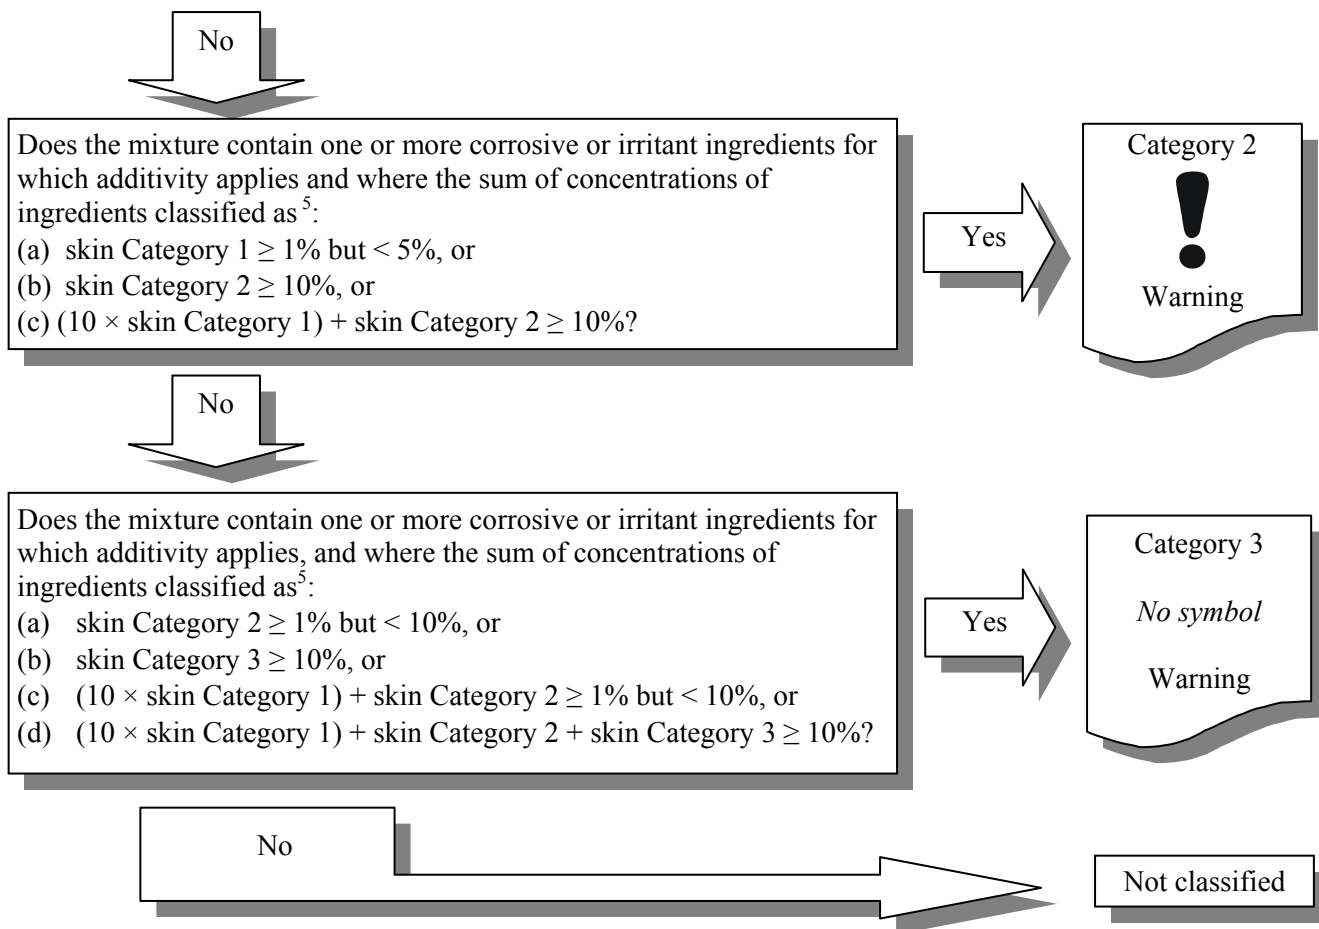 No
Does the mixture contain one or more corrosive or irritant ingredients for
which additivity applies and where the sum of concentrations of
ingredients classified as 5:
(a) skin Category 1 ≥ 1% but < 5%, or
(b) skin Category 2 ≥ 10%, or
(c) (10 × skin Category 1) + skin Category 2 ≥ 10%?
Yes
Category 2
!
Warning
No
Does the mixture contain one or more corrosive or irritant ingredients for
which additivity applies, and where the sum of concentrations of
ingredients classified as5:
(a) skin Category 2 ≥ 1% but < 10%, or
(b) skin Category 3 ≥ 10%, or
(c) (10 × skin Category 1) + skin Category 2 ≥ 1% but < 10%, or
(d) (10 × skin Category 1) + skin Category 2 + skin Category 3 ≥ 10%?
Yes
Category 3
No symbol
Warning
No
Not classified